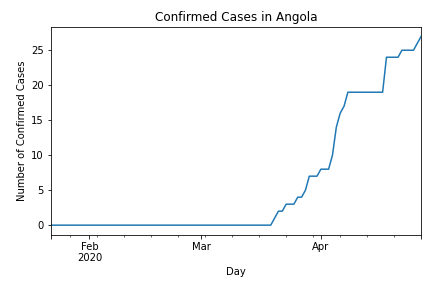 Confirmed Cases in Angola
Number of Confirmed Cases
25
20
15
10
5
0
Feb
2020
Mar
Apr
Day